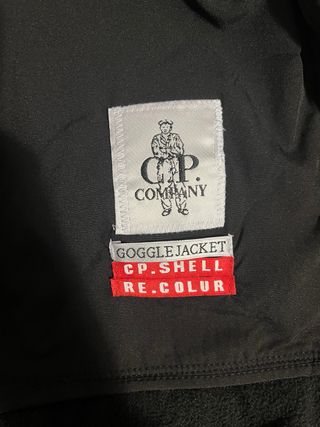 C.P.
COMPANY
GOGGLE JACKET
CP.SHELL
RE.COLUR